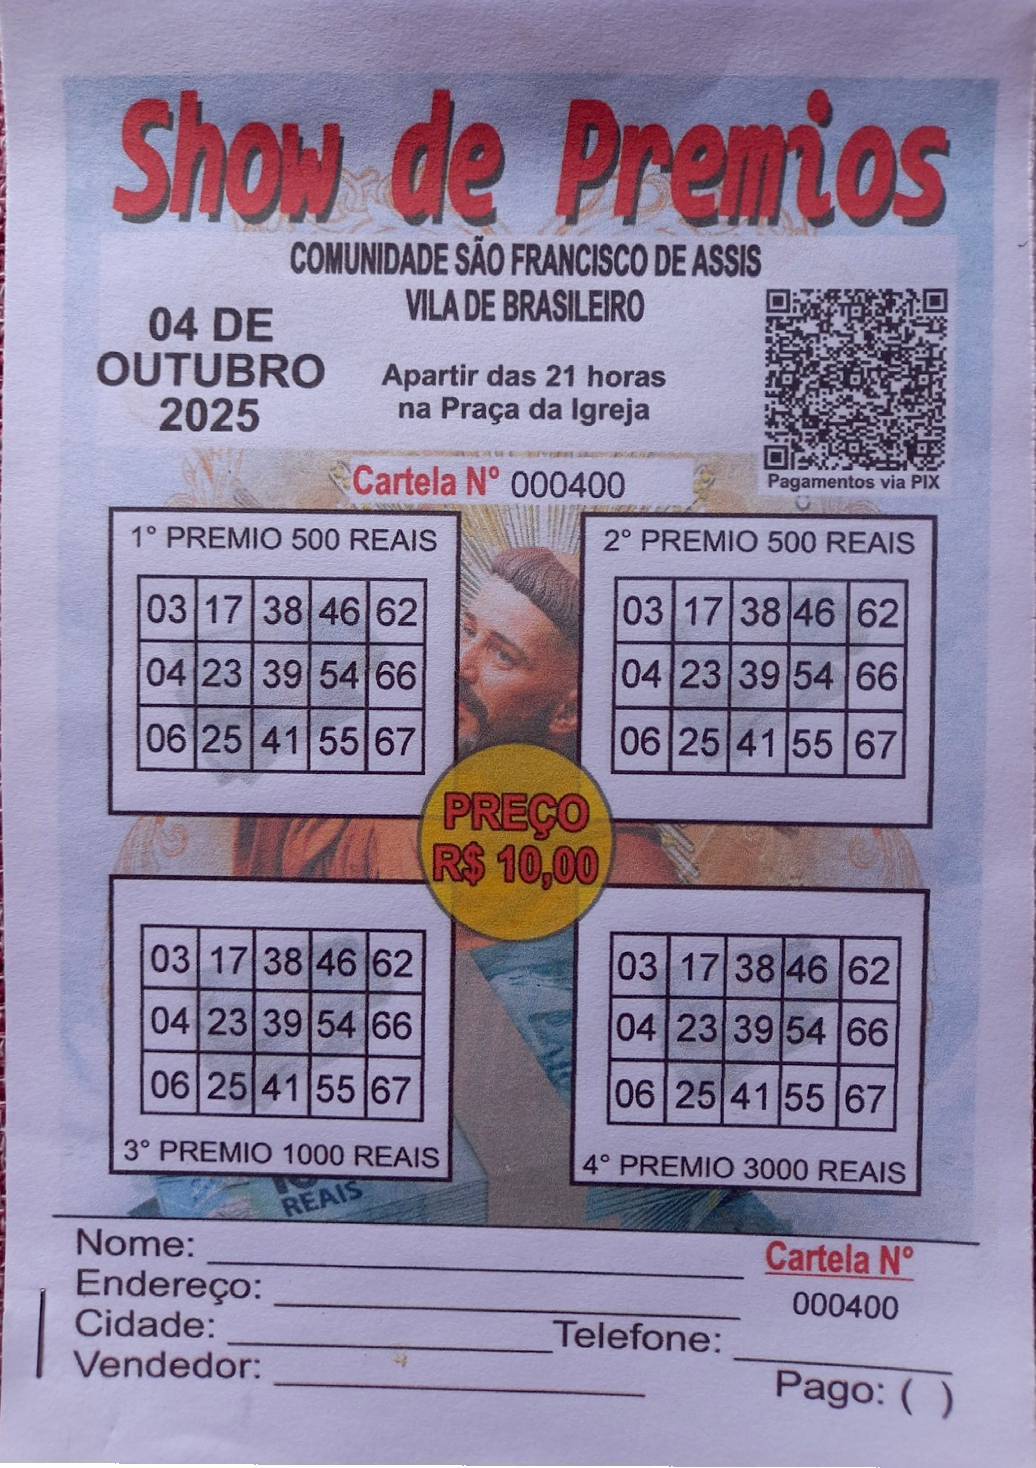 Show de Premios
COMUNIDADE SÃO FRANCISCO DE ASSIS
VILA DE BRASILEIRO
04 DE
OUTUBRO
2025
Apartir das 21 horas
na Praça da Igreja
Pagamentos via PIX
Cartela Nº 000400
1° PREMIO 500 REAIS
03 17 38 46 62
04 23 39 54 66
06 25 41 55 67
2° PREMIO 500 REAIS
03 17 38 46 62
04 23 39 54 66
06 25 41 55 67
PREÇO
R$ 10,00
03 17 38 46 62
04 23 39 54 66
06 25 41 55 67
3° PREMIO 1000 REAIS
03 17 38 46 62
04 23 39 54 66
06 25 41 55 67
4° PREMIO 3000 REAIS
REAIS
Nome:
Endereço:
Cidade: Telefone:
Vendedor:
Cartela Nº
000400
Pago: ( )